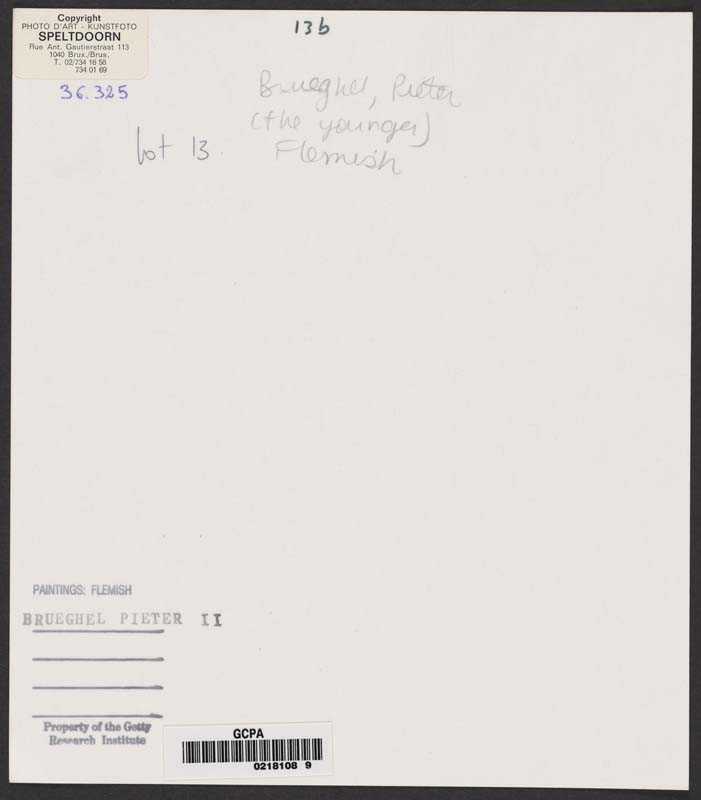 Copyright
PHOTO D'ART - KUNSTFOTO
SPELTDOORN
Rue Ant. Gautierstraat 113
1040 Brux./Brus.
T. 02/734 16 58
734 01 69
36.325
13b
Brueghel, Pieter
(the younger)
Lot 13.
Flemish
PAINTINGS: FLEMISH
BRUEGHEL PIETER II
Property of the Getty
Research Institute
GCPA
0218108 9